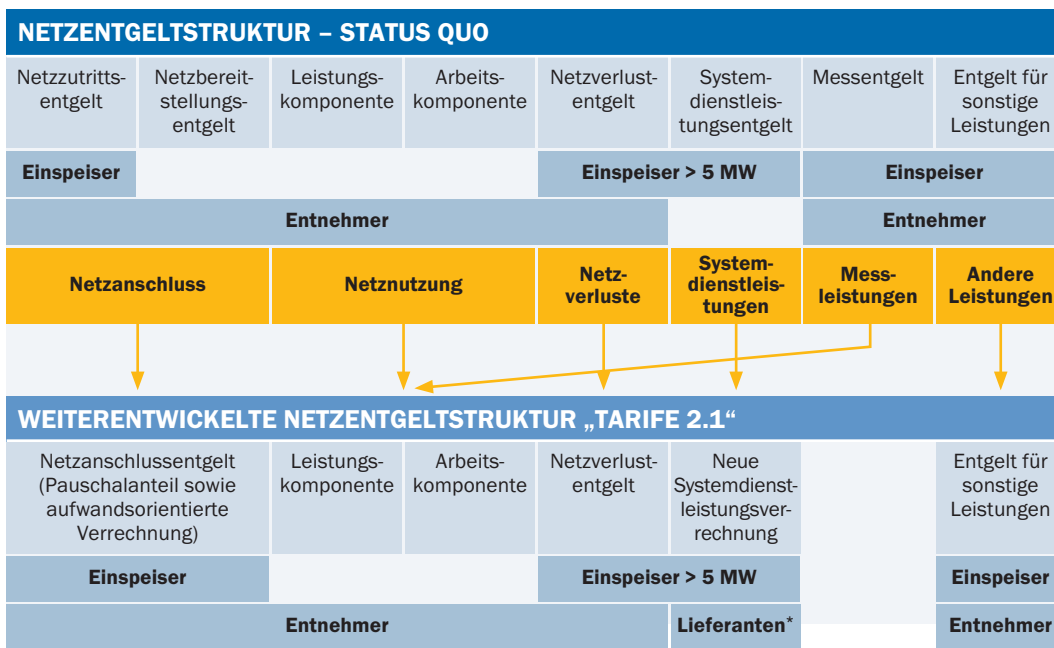 NETZENTGELTSTRUKTUR – STATUS QUO
Netzzutritts-
entgelt
Netzbereit-
stellungs-
entgelt
Leistungs-
komponente
Arbeits-
komponente
Netzverlust-
entgelt
System-
dienstleis-
tungsentgelt
Messentgelt
Entgelt für
sonstige
Leistungen
Einspeiser
Einspeiser > 5 MW
Einspeiser
Entnehmer
Entnehmer
Netzanschluss
Netznutzung
Netz-
verluste
System-
dienstleis-
tungen
Mess-
leistungen
Andere
Leistungen
WEITERENTWICKELTE NETZENTGELTSTRUKTUR „TARIFE 2.1“
Netzanschlussentgelt
(Pauschalanteil sowie
aufwandsorientierte
Verrechnung)
Leistungs-
komponente
Arbeits-
komponente
Netzverlust-
entgelt
Neue
Systemdienst-
leistungsver-
rechnung
Entgelt für
sonstige
Leistungen
Einspeiser
Einspeiser > 5 MW
Einspeiser
Entnehmer
Lieferanten*
Entnehmer